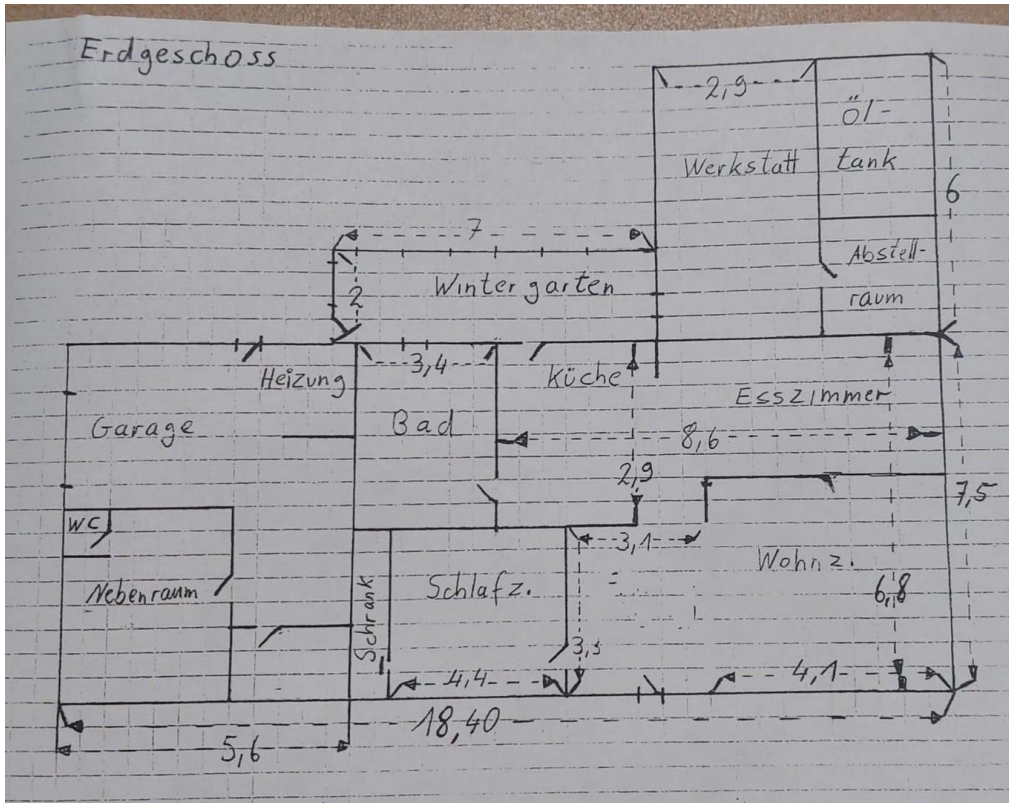 Erdgeschoss
2,9
Öl-
tank
Werkstatt
6
7
Wintergarten
2
Abstell-
raum
3,4
Heizung
Küche
Esszimmer
Garage
Bad
8,6
2,9
7,5
WC
3,1
Wohnz.
Nebenraum
Schrank
Schlafz.
6,8
4,4
4,1
18,40
5,6